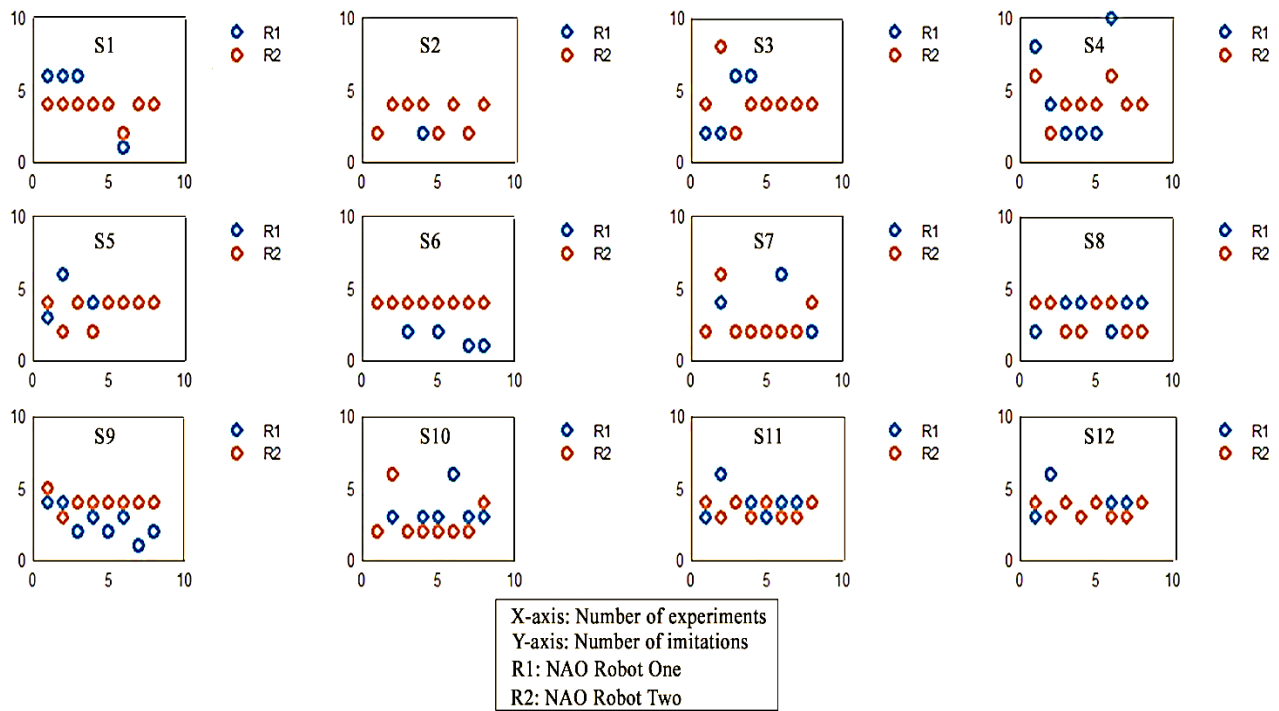 10
5
0
0 5 10
S1
R1
R2
10
5
0
0 5 10
S2
R1
R2
10
5
0
0 5 10
S3
R1
R2
10
5
0
0 5 10
S4
R1
R2
10
5
0
0 5 10
S5
R1
R2
10
5
0
0 5 10
S6
R1
R2
10
5
0
0 5 10
S7
R1
R2
10
5
0
0 5 10
S8
R1
R2
10
5
0
0 5 10
S9
R1
R2
10
5
0
0 5 10
S10
R1
R2
10
5
0
0 5 10
S11
R1
R2
10
5
0
0 5 10
S12
R1
R2
X-axis: Number of experiments
Y-axis: Number of imitations
R1: NAO Robot One
R2: NAO Robot Two